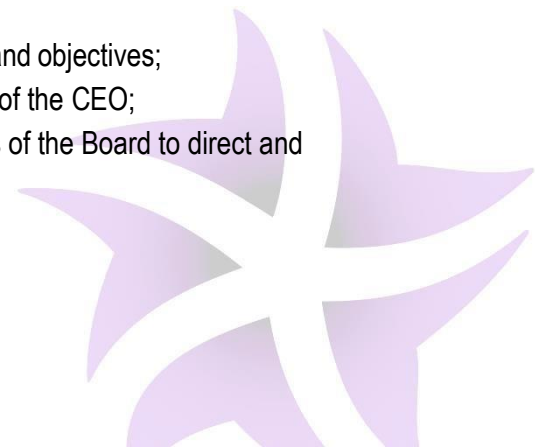 and objectives;
of the CEO;
of the Board to direct and